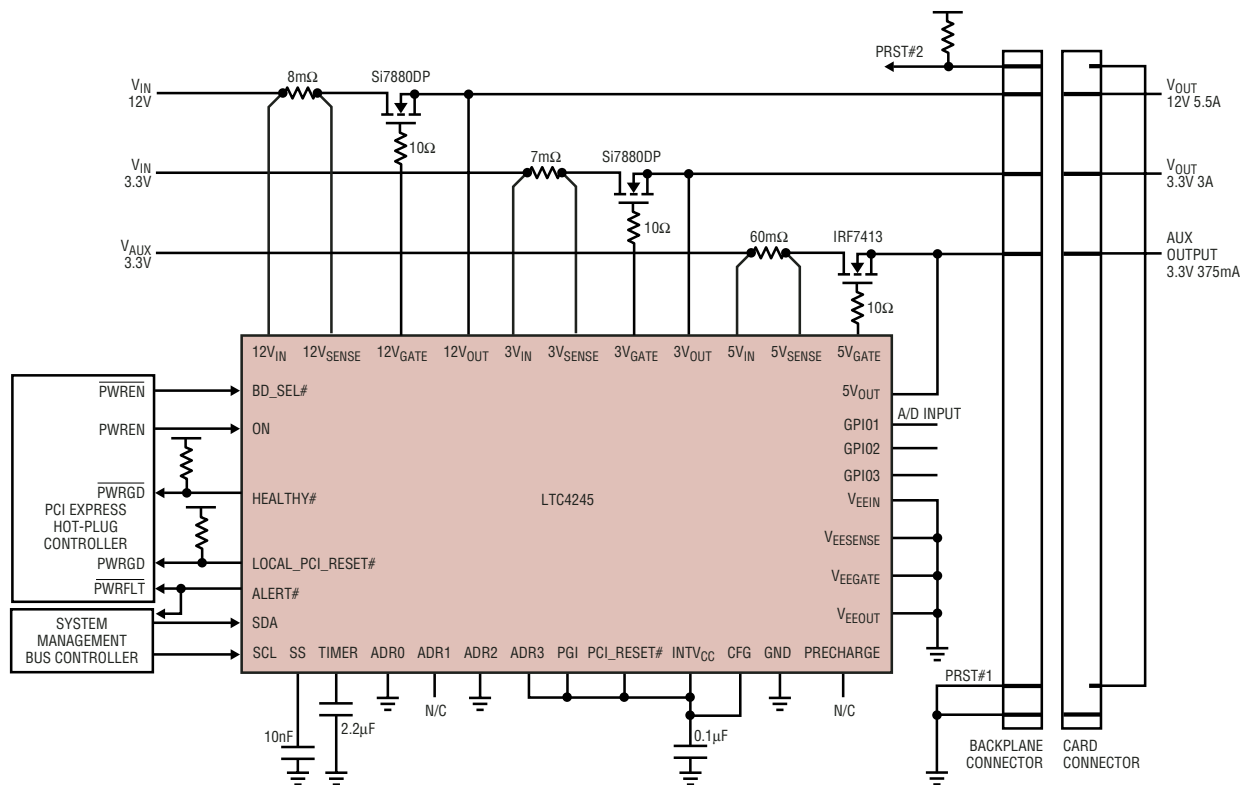 PRST#2
8mΩ
Si7880DP
VIN
12V
VOUT
12V 5.5A
10Ω
7mΩ
Si7880DP
VIN
3.3V
VOUT
3.3V 3A
10Ω
60mΩ
IRF7413
VAUX
3.3V
AUX
OUTPUT
3.3V 375mA
10Ω
12VIN
12VSENSE
12VGATE
12VOUT
3VIN
3VSENSE
3VGATE
3VOUT
5VIN
5VSENSE
5VGATE
PWREN
BD_SEL#
5VOUT
A/D INPUT
GPI01
PWREN
ON
GPI02
GPI03
PWRGD
HEALTHY#
PCI EXPRESS
HOT-PLUG
CONTROLLER
LTC4245
VEEIN
VEESENSE
PWRGD
LOCAL_PCI_RESET#
VEEGATE
PWRFLT
ALERT#
VEEOUT
SYSTEM
MANAGEMENT
BUS CONTROLLER
SDA
SCL
SS
TIMER
ADR0
ADR1
ADR2
ADR3
PGI
PCI_RESET#
INTVCC
CFG
GND
PRECHARGE
PRST#1
N/C
N/C
10nF
2.2µF
0.1µF
BACKPLANE
CONNECTOR
CARD
CONNECTOR